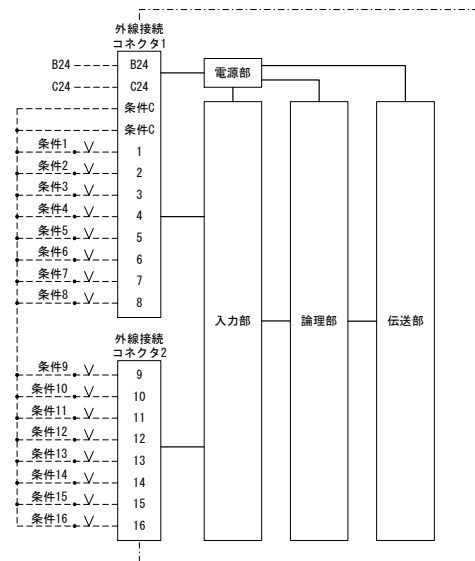 外線接続
コネクタ1
B24
B24
電源部
C24
C24
条件C
条件C
条件1
1
条件2
2
条件3
3
条件4
4
条件5
5
条件6
6
条件7
7
条件8
8
入力部
論理部
伝送部
外線接続
コネクタ2
条件9
9
条件10
10
条件11
11
条件12
12
条件13
13
条件14
14
条件15
15
条件16
16